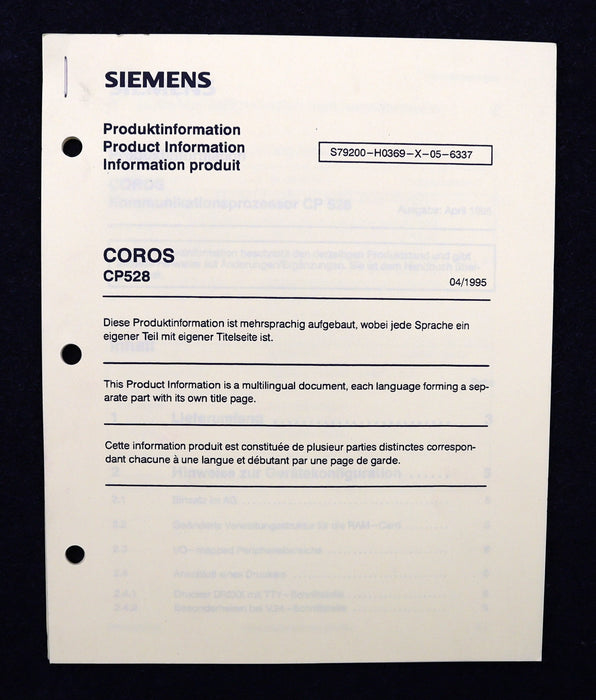 SIEMENS
Produktinformation
Product Information
Information produit
S79200-H0369-X-05-6337
COROS
CP528
04/1995
Diese Produktinformation ist mehrsprachig aufgebaut, wobei jede Sprache ein
eigener Teil mit eigener Titelseite ist.
This Product Information is a multilingual document, each language forming a sep-
arate part with its own title page.
Cette information produit est constituée de plusieur parties distinctes correspon-
dant chacune à une langue et débutant par une page de garde.